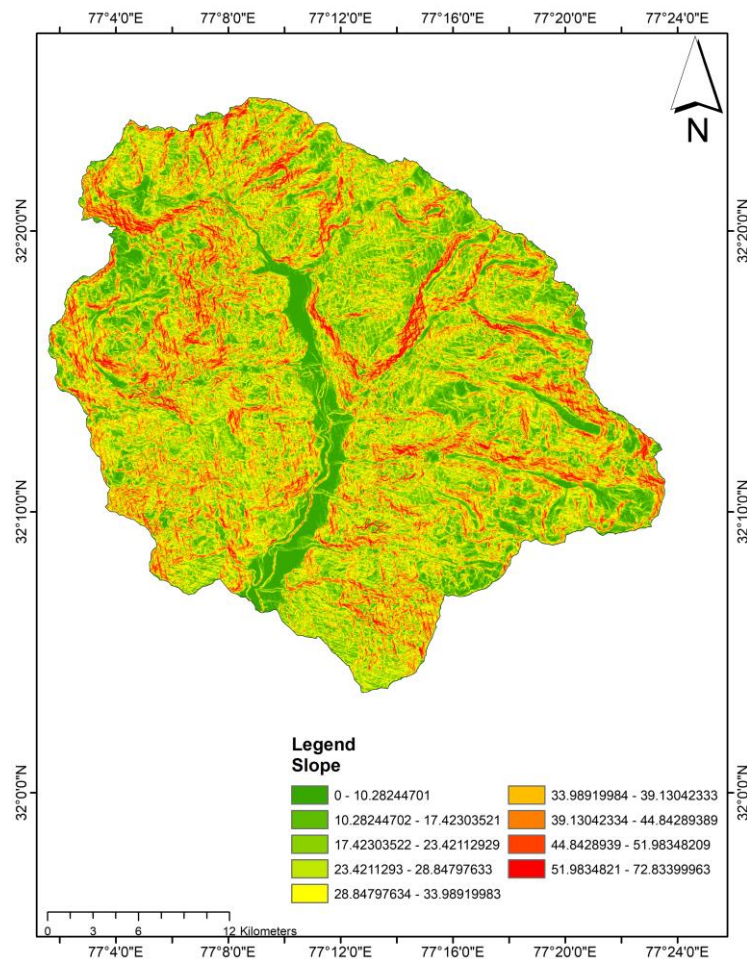 77°4'0"E 77°8'0"E 77°12'0"E 77°16'0"E 77°20'0"E 77°24'0"E
N
32°20'0"N 32°20'0"N
32°10'0"N 32°10'0"N
32°0'0"N 32°0'0"N
Legend
Slope
0 - 10.28244701
10.28244702 - 17.42303521
17.42303522 - 23.42112929
23.4211293 - 28.84797633
28.84797634 - 33.98919983
33.98919984 - 39.13042333
39.13042334 - 44.84289389
44.8428939 - 51.98348209
51.9834821 - 72.83399963
0 3 6 12 Kilometers
77°4'0"E 77°8'0"E 77°12'0"E 77°16'0"E 77°20'0"E 77°24'0"E